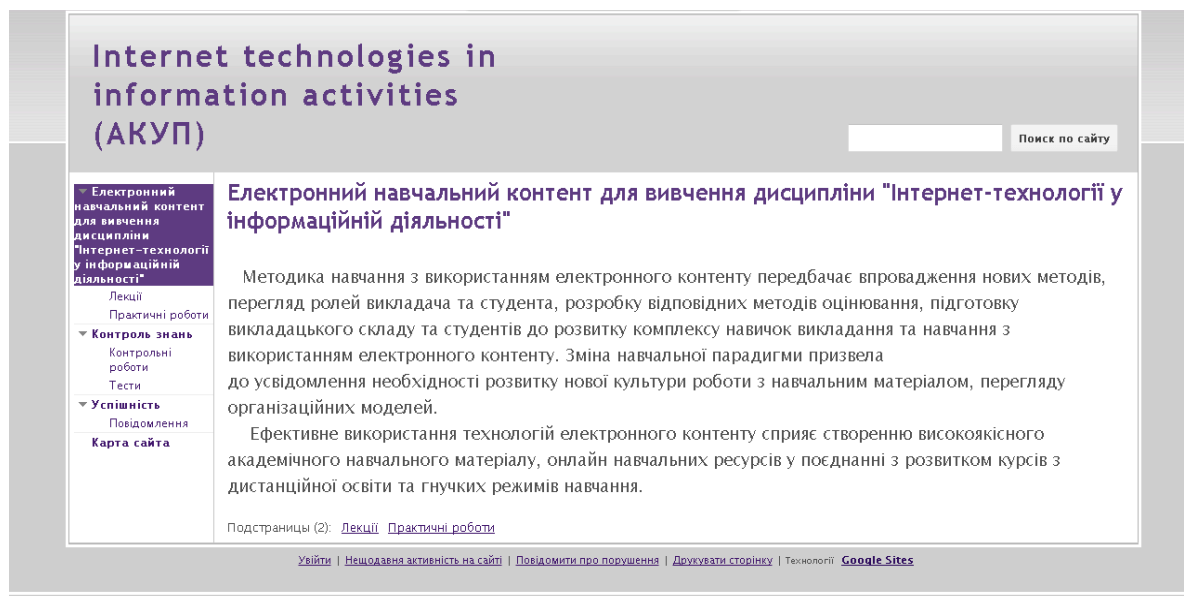 Internet technologies in
information activities
(АКУП)
Поиск по сайту
Електронний
навчальний контент
для вивчення
дисципліни
"Інтернет-технології
у інформаційній
діяльності"
Лекції
Практичні роботи
Контроль знань
Контрольні
роботи
Тести
Успішність
Повідомлення
Карта сайта
Електронний навчальний контент для вивчення дисципліни "Інтернет-технології у
інформаційній діяльності"
Методика навчання з використанням електронного контенту передбачає впровадження нових методів,
перегляд ролей викладача та студента, розробку відповідних методів оцінювання, підготовку
викладацького складу та студентів до розвитку комплексу навичок викладання та навчання з
використанням електронного контенту. Зміна навчальної парадигми призвела
до усвідомлення необхідності розвитку нової культури роботи з навчальним матеріалом, перегляду
організаційних моделей.
Ефективне використання технологій електронного контенту сприяє створенню високоякісного
академічного навчального матеріалу, онлайн навчальних ресурсів у поєднанні з розвитком курсів з
дистанційної освіти та гнучких режимів навчання.
Подстраницы (2): Лекції Практичні роботи
Увійти | Нещодавня активність на сайті | Повідомити про порушення | Друкувати сторінку | Технології Google Sites